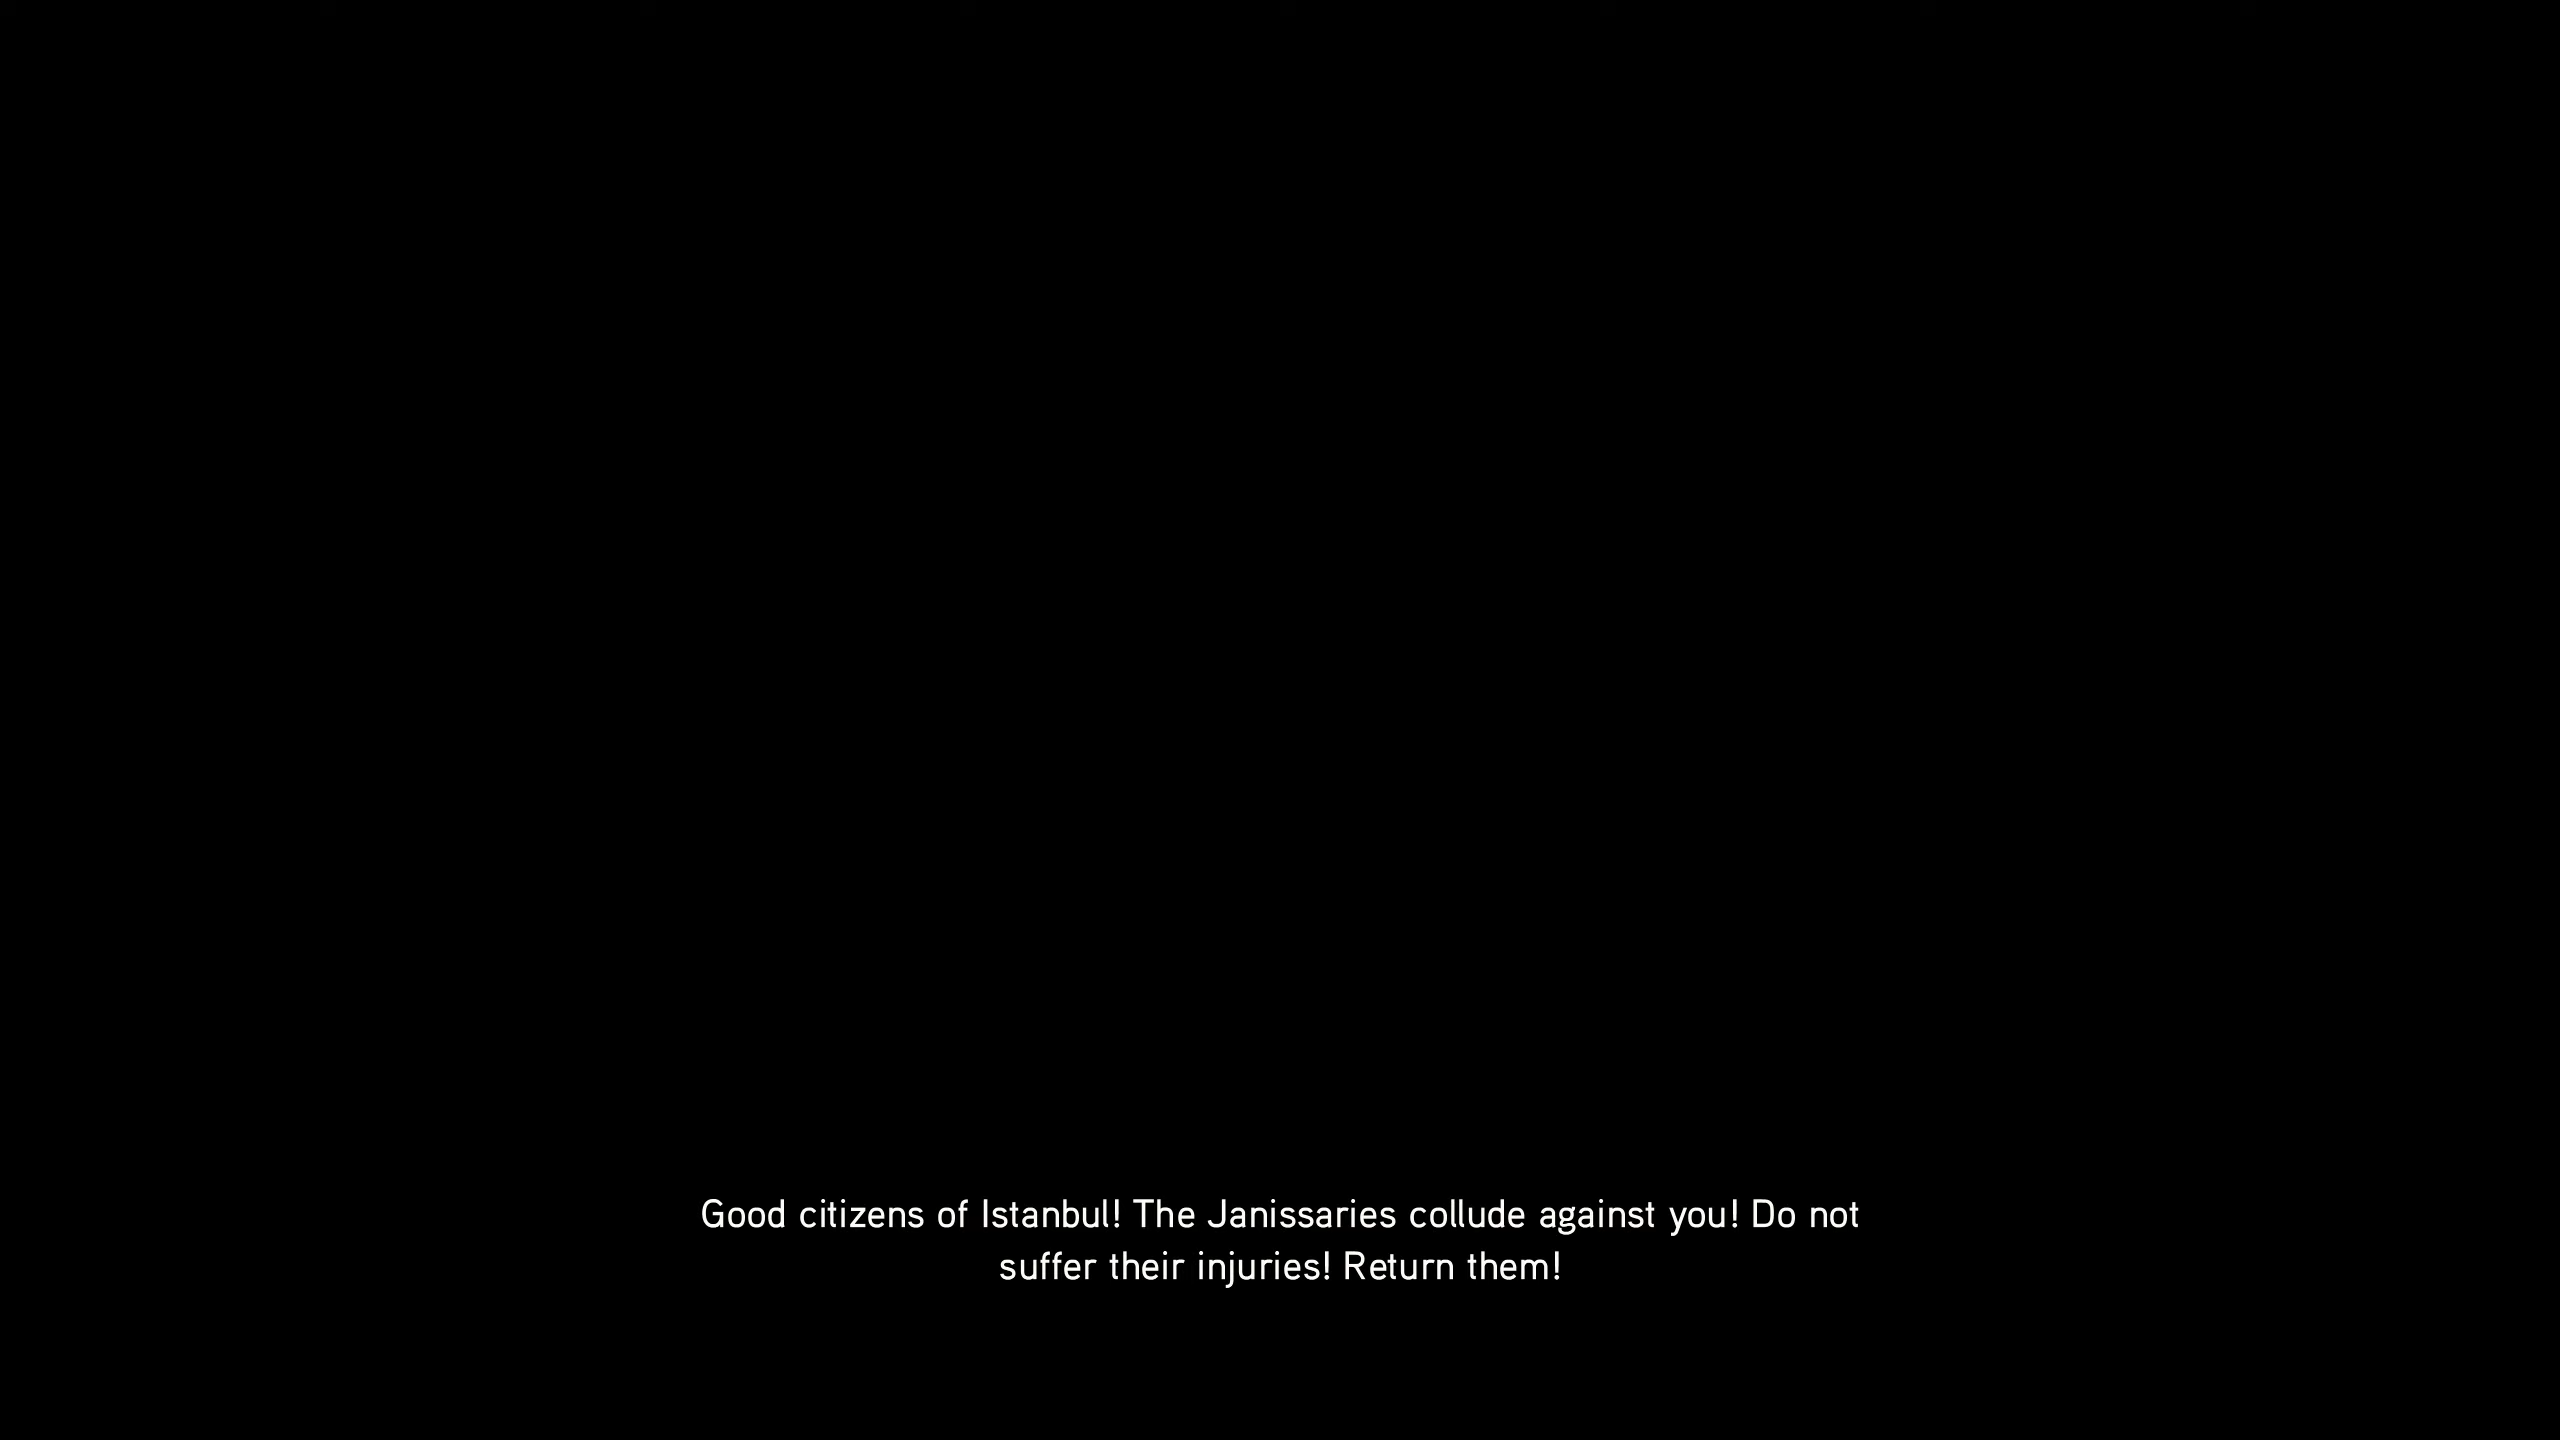 Good citizens of Istanbul! The Janissaries collude against you! Do not
suffer their injuries! Return them!